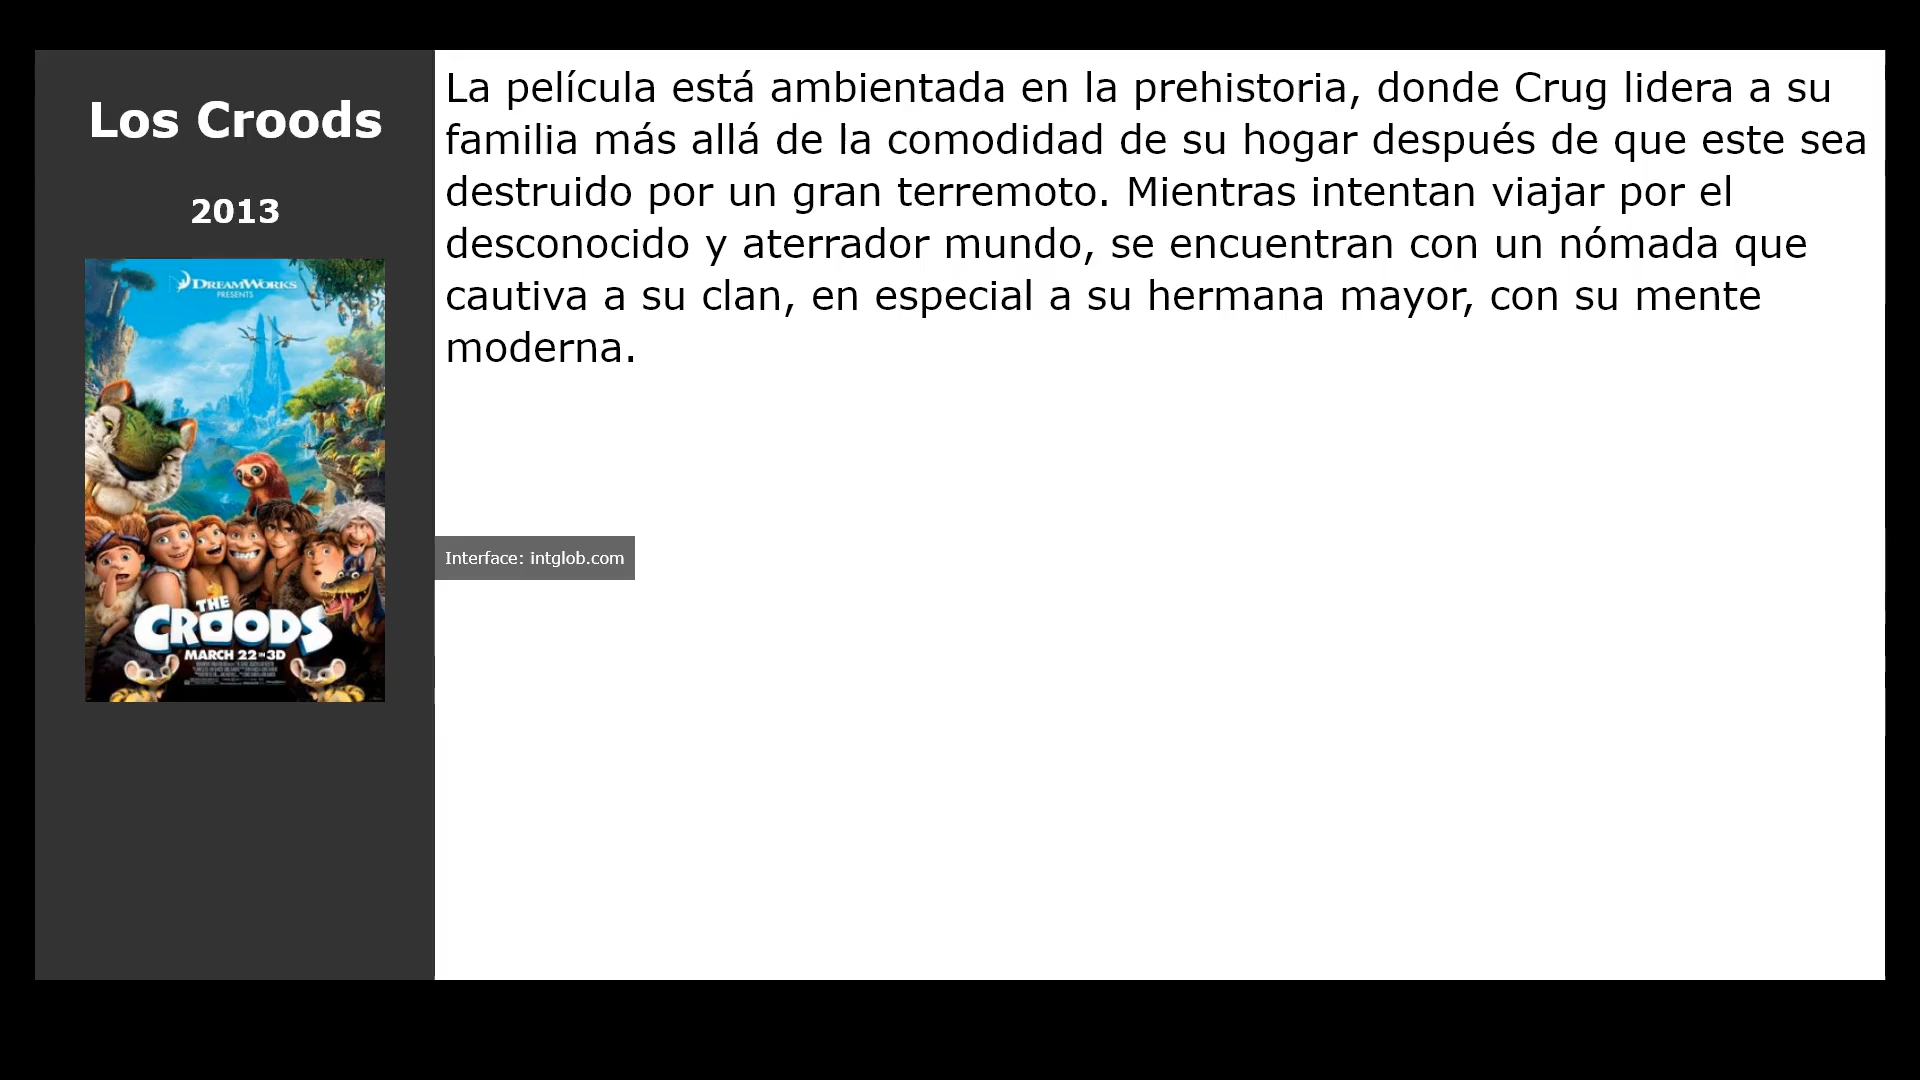 Los Croods
2013
DREAMWORKS
PRESENTS
THE
CROODS
MARCH 22 IN 3D
La película está ambientada en la prehistoria, donde Crug lidera a su
familia más allá de la comodidad de su hogar después de que este sea
destruido por un gran terremoto. Mientras intentan viajar por el
desconocido y aterrador mundo, se encuentran con un nómada que
cautiva a su clan, en especial a su hermana mayor, con su mente
moderna.
Interface: intglob.com